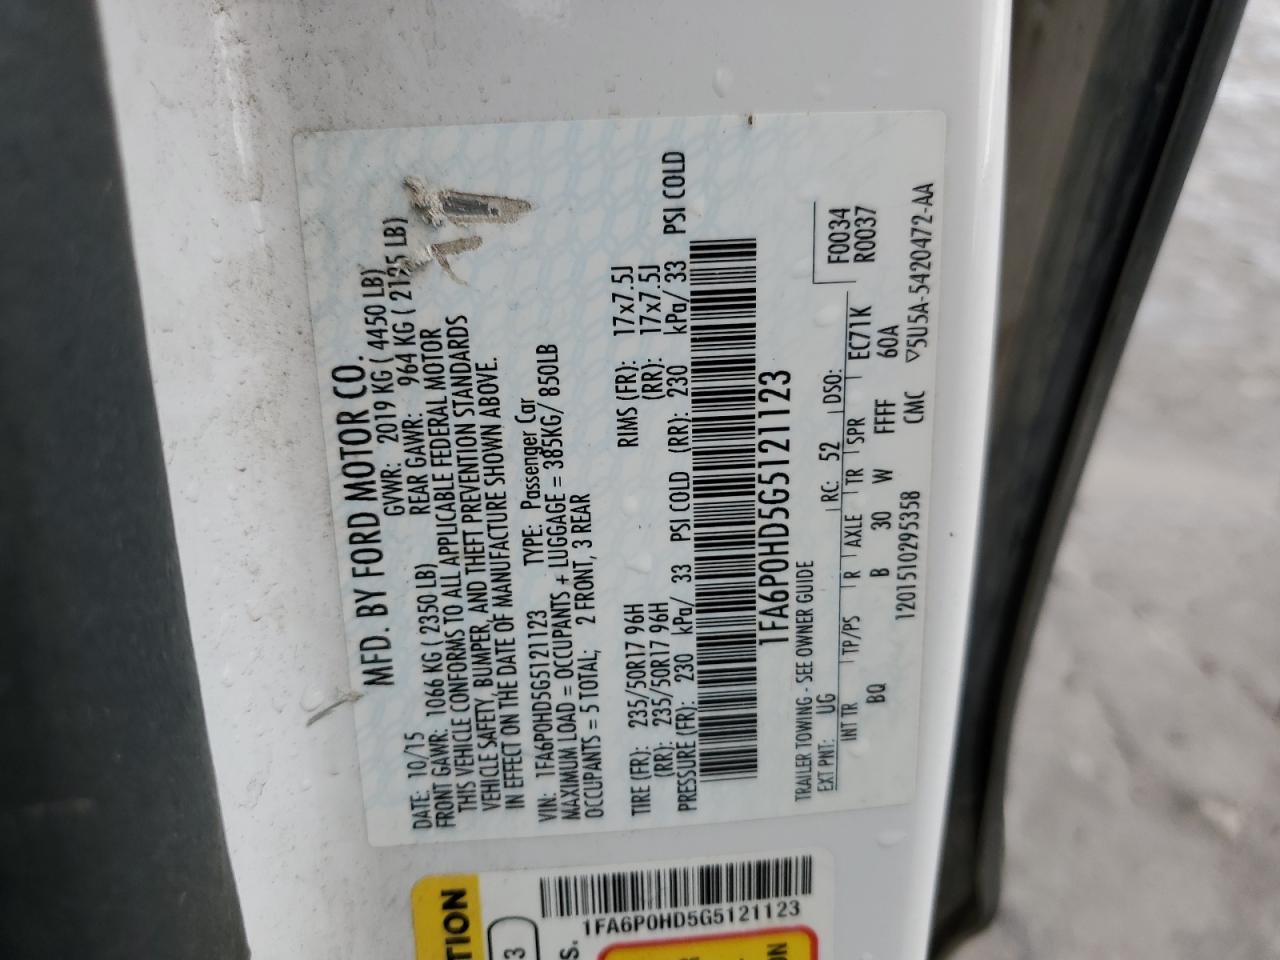 MFD. BY FORD MOTOR CO.
DATE: 10/15 GVWR: 2019 KG ( 4450 LB)
FRONT GAWR: 1066 KG ( 2350 LB) REAR GAWR: 964 KG ( 2125 LB)
THIS VEHICLE CONFORMS TO ALL APPLICABLE FEDERAL MOTOR
VEHICLE SAFETY, BUMPER, AND THEFT PREVENTION STANDARDS
IN EFFECT ON THE DATE OF MANUFACTURE SHOWN ABOVE.
VIN: 1FA6P0HD5G5121123 TYPE: Passenger Car
MAXIMUM LOAD = OCCUPANTS + LUGGAGE = 385KG/ 850LB
OCCUPANTS = 5 TOTAL; 2 FRONT, 3 REAR
TIRE (FR): 235/50R17 96H RIMS (FR): 17x7.5J
(RR): 235/50R17 96H (RR): 17x7.5J
PRESSURE (FR): 230 kPa/ 33 PSI COLD (RR): 230 kPa/ 33 PSI COLD
1FA6P0HD5G5121123
TRAILER TOWING - SEE OWNER GUIDE F0034
EXT PNT: UG RC: 52 DSO: R0037
INT TR TP/PS R AXLE TR SPR EC71K
BQ B 30 W FFFF 60A
1201510295358 CMC ▽5U5A-5420472-AA
TION
3
S.
1FA6P0HD5G5121123